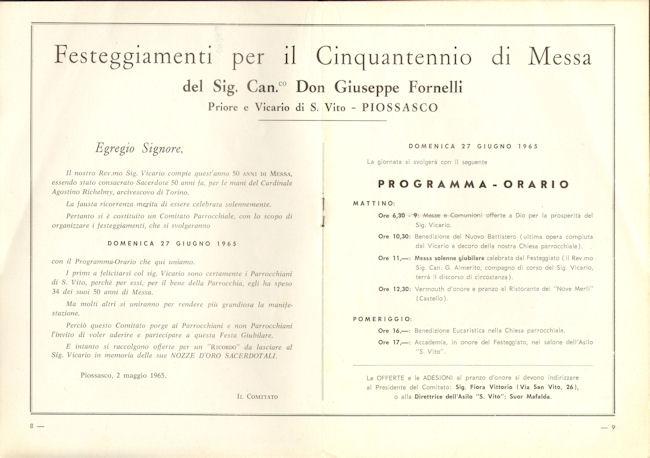 Festeggiamenti per il Cinquantennio di Messa
del Sig. Can.co Don Giuseppe Fornelli
Priore e Vicario di S. Vito - PIOSSASCO
Egregio Signore,
Il nostro Rev.mo Sig. Vicario compie quest'anno 50 ANNI DI MESSA,
essendo stato consacrato Sacerdote 50 anni fa, per le mani del Cardinale
Agostino Richelmy, arcivescovo di Torino.
La fausta ricorrenza merita di essere celebrata solennemente.
Pertanto si è costituito un Comitato Parrocchiale, con lo scopo di
organizzare i festeggiamenti, che si svolgeranno
DOMENICA 27 GIUGNO 1965
con il Programma-Orario che qui uniamo.
I primi a felicitarsi col sig. Vicario sono certamente i Parrocchiani
di S. Vito, perchè per essi, per il bene della Parrocchia, egli ha speso
34 dei suoi 50 anni di Messa.
Ma molti altri si uniranno per rendere più grandiosa la manife-
stazione.
Perciò questo Comitato porge ai Parrocchiani e non Parrocchiani
l'invito di voler aderire e partecipare a questa Festa Giubilare.
E intanto si raccolgono offerte per un "RICORDO" da lasciare al
Sig. Vicario in memoria delle sue NOZZE D'ORO SACERDOTALI.
Piossasco, 2 maggio 1965.
IL COMITATO
8 —
DOMENICA 27 GIUGNO 1965
La giornata si svolgerà con il seguente
PROGRAMMA - ORARIO
MATTINO:
Ore 6,30 - 9: Messe e Comunioni offerte a Dio per la prosperità del
Sig. Vicario.
Ore 10,30: Benedizione del Nuovo Battistero (ultima opera compiuta
dal Vicario e decoro della nostra Chiesa parrocchiale).
Ore 11,—: Messa solenne giubilare celebrata dal Festeggiato (il Rev.mo
Sig. Can. G. Almerito, compagno di corso del Sig. Vicario,
terrà il discorso di circostanza).
Ore 12,30: Vermouth d'onore e pranzo al Ristorante dei "Nove Merli"
(Castello).
POMERIGGIO:
Ore 16,—: Benedizione Eucaristica nella Chiesa parrocchiale.
Ore 17,—: Accademia, in onore del Festeggiato, nel salone dell'Asilo
"S. Vito".
Le OFFERTE e le ADESIONI al pranzo d'onore si devono indirizzare
al Presidente del Comitato: Sig. Fiora Vittorio (Via San Vito, 26),
o alla Direttrice dell'Asilo "S. Vito": Suor Mafalda.
— 9